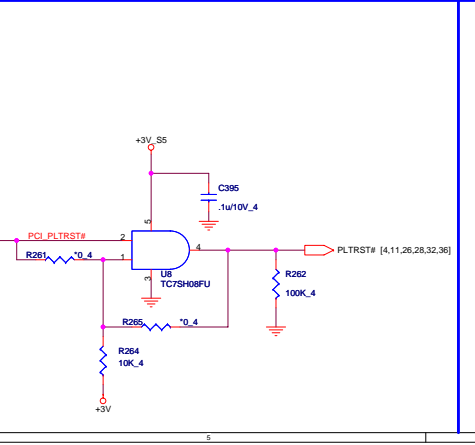 +3V_S5
C395
.1u/10V_4
PCI_PLTRST#
5
2
4
PLTRST# [4,11,26,28,32,36]
R261
*0_4
1
3
U8
TC7SH08FU
R262
100K_4
R265
*0_4
R264
10K_4
+3V
5